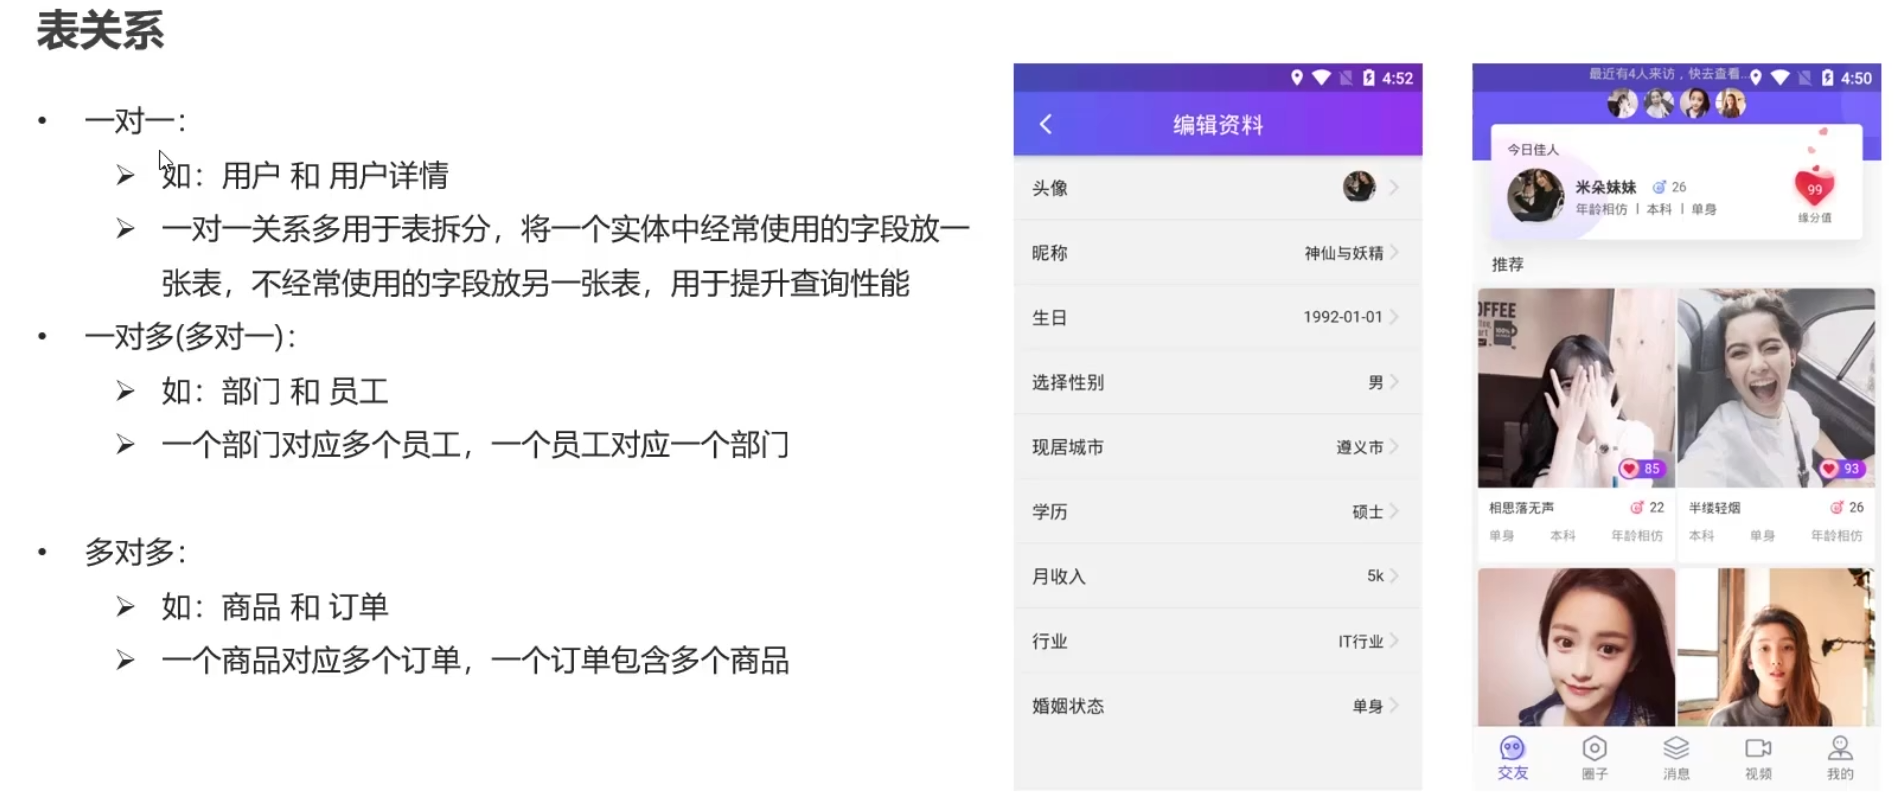 表关系
• 一对一：
➢ 如：用户 和 用户详情
➢ 一对一关系多用于表拆分，将一个实体中经常使用的字段放一
张表，不经常使用的字段放另一张表，用于提升查询性能
• 一对多(多对一)：
➢ 如：部门 和 员工
➢ 一个部门对应多个员工，一个员工对应一个部门
• 多对多：
➢ 如：商品 和 订单
➢ 一个商品对应多个订单，一个订单包含多个商品
4:52
编辑资料
头像
昵称 神仙与妖精
生日 1992-01-01
选择性别 男
现居城市 遵义市
学历 硕士
月收入 5k
行业 IT行业
婚姻状态 单身
最近有4人来访，快去查看... 4:50
今日佳人
米朵妹妹 26
年龄相仿 | 本科 | 单身
99
缘分值
推荐
OFFEE
100%
85
93
相思落无声 22
单身 本科 年龄相仿
半缕轻烟 26
本科 单身 年龄相仿
交友 圈子 消息 视频 我的